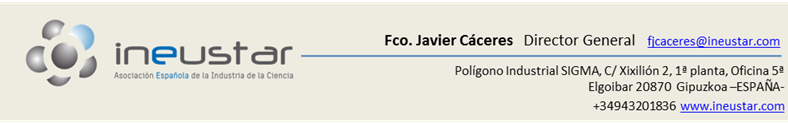 Fco. Javier Cáceres Director General fjcaceres@ineustar.com
ineustar
Asociación Española de la Industria de la Ciencia
Polígono Industrial SIGMA, C/ Xixilión 2, 1ª planta, Oficina 5ª
Elgoibar 20870 Gipuzkoa –ESPAÑA-
+34943201836 www.ineustar.com